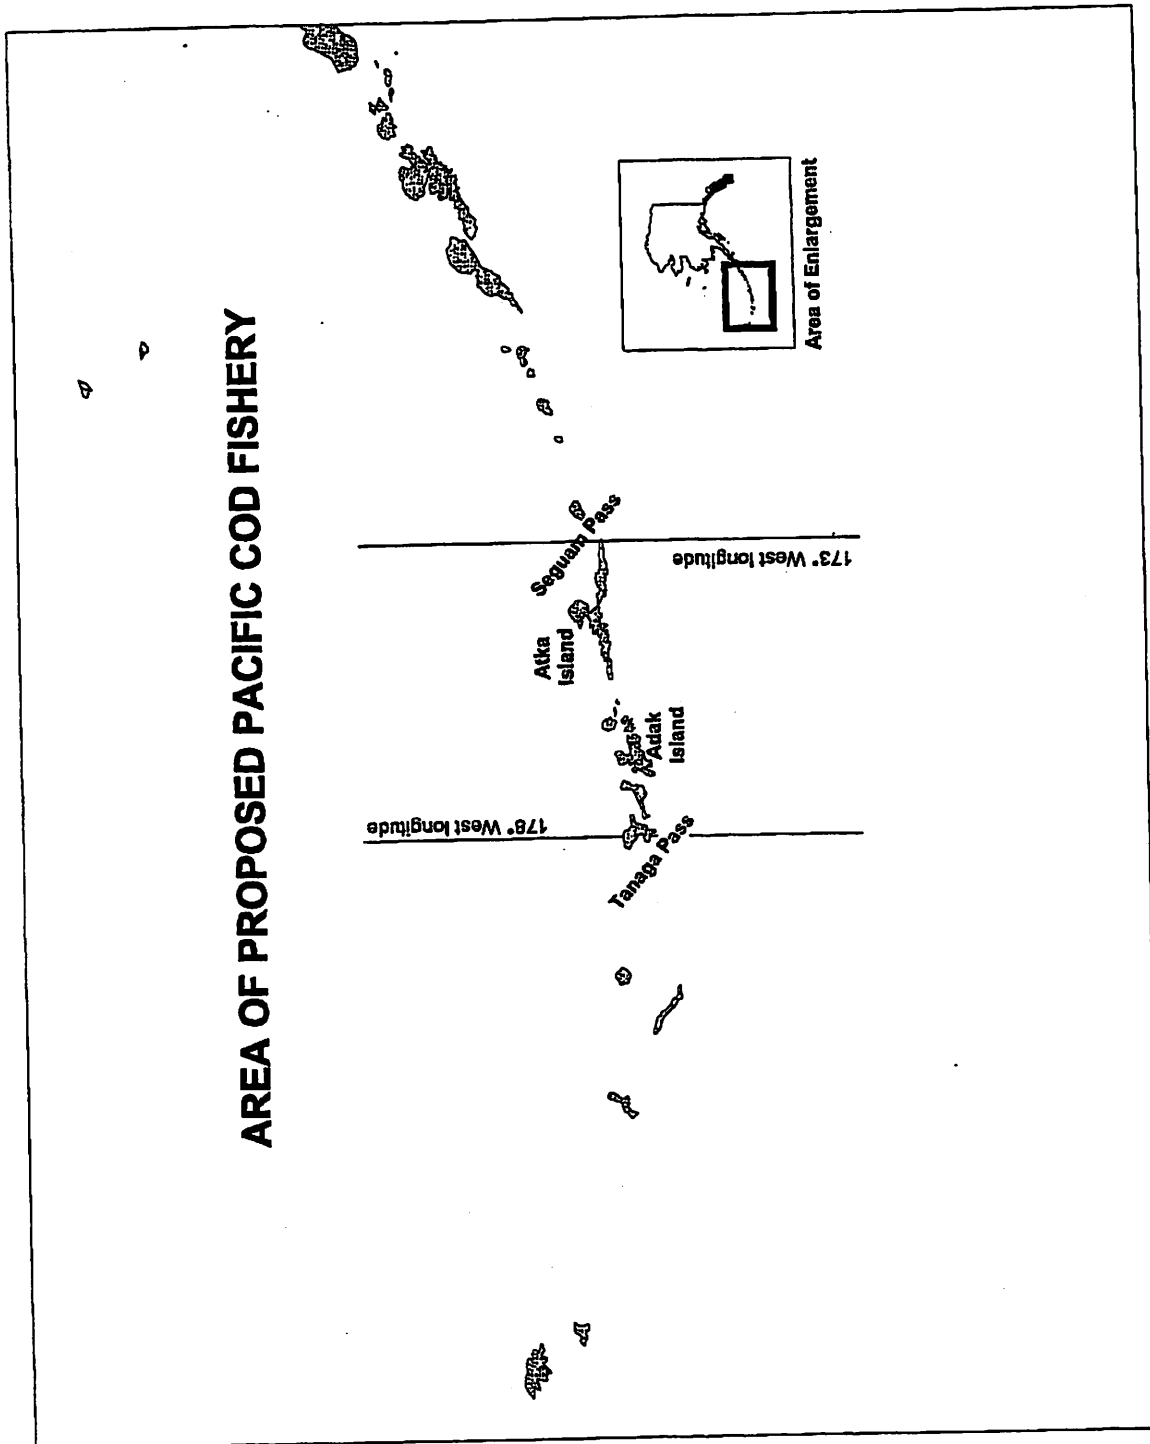 AREA OF PROPOSED PACIFIC COD FISHERY
178° West longitude
Tanaga Pass
Adak
Island
Atka
Island
Seguam Pass
173° West longitude
Area of Enlargement